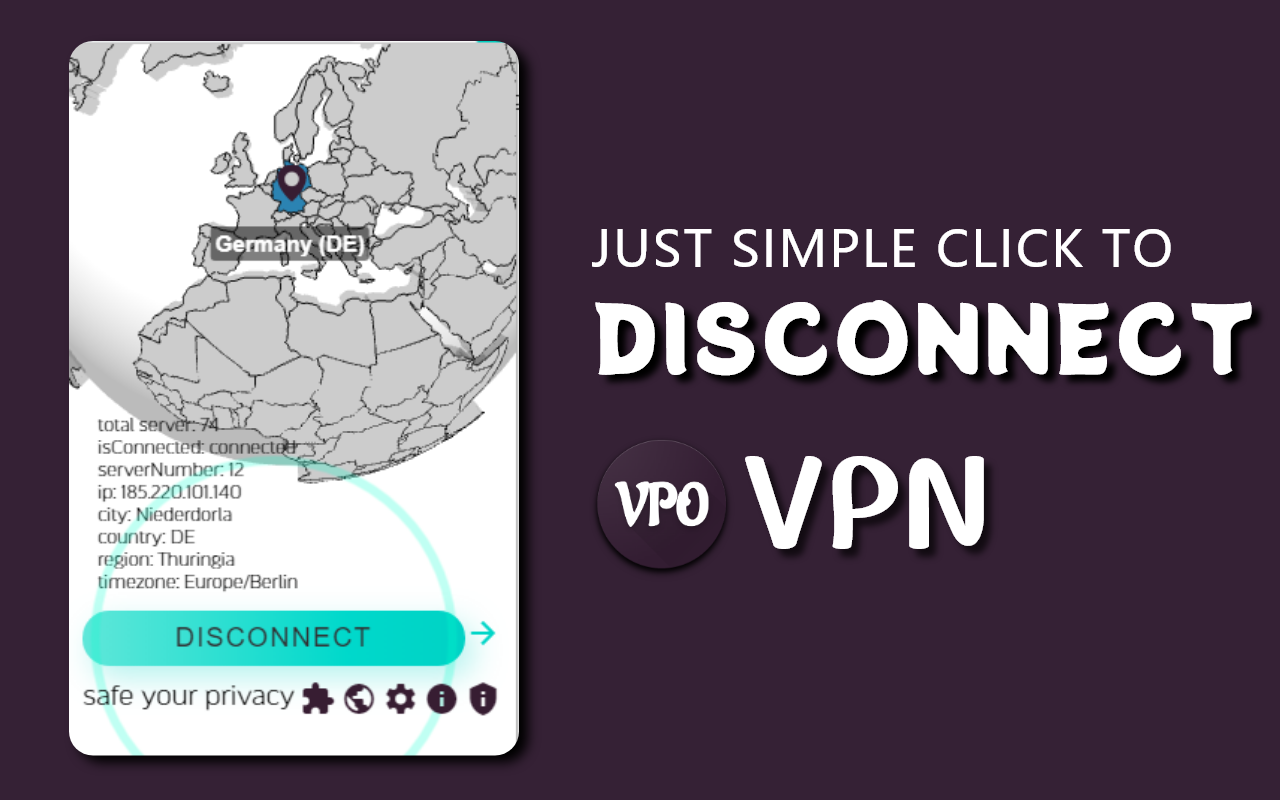 Germany (DE)
total server: 74
isConnected: connected
serverNumber: 12
ip: 185.220.101.140
city: Niederdorla
country: DE
region: Thuringia
timezone: Europe/Berlin
DISCONNECT
safe your privacy
JUST SIMPLE CLICK TO
DISCONNECT
VPO VPN